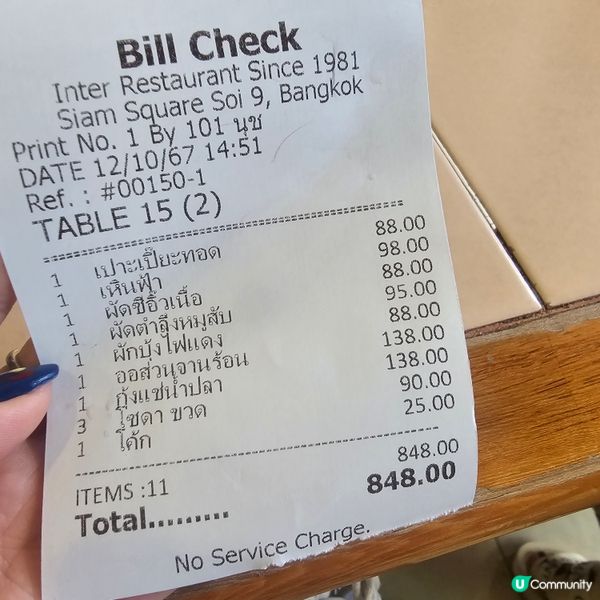 Bill Check
Inter Restaurant Since 1981
Siam Square Soi 9, Bangkok
Print No. 1 By 101 นุช
DATE 12/10/67 14:51
Ref. : #00150-1
TABLE 15 (2)
1 เปาะเปี๊ยะทอด 88.00
1 เหินฟ้า 98.00
1 ผัดซีอิ๊วเนื้อ 88.00
1 ผัดตำลึงหมูสับ 95.00
1 ผักบุ้งไฟแดง 88.00
1 ออส่วนจานร้อน 138.00
1 กุ้งแช่น้ำปลา 138.00
3 โซดา ขวด 90.00
1 โค้ก 25.00
848.00
ITEMS :11
Total......... 848.00
No Service Charge.
U Community